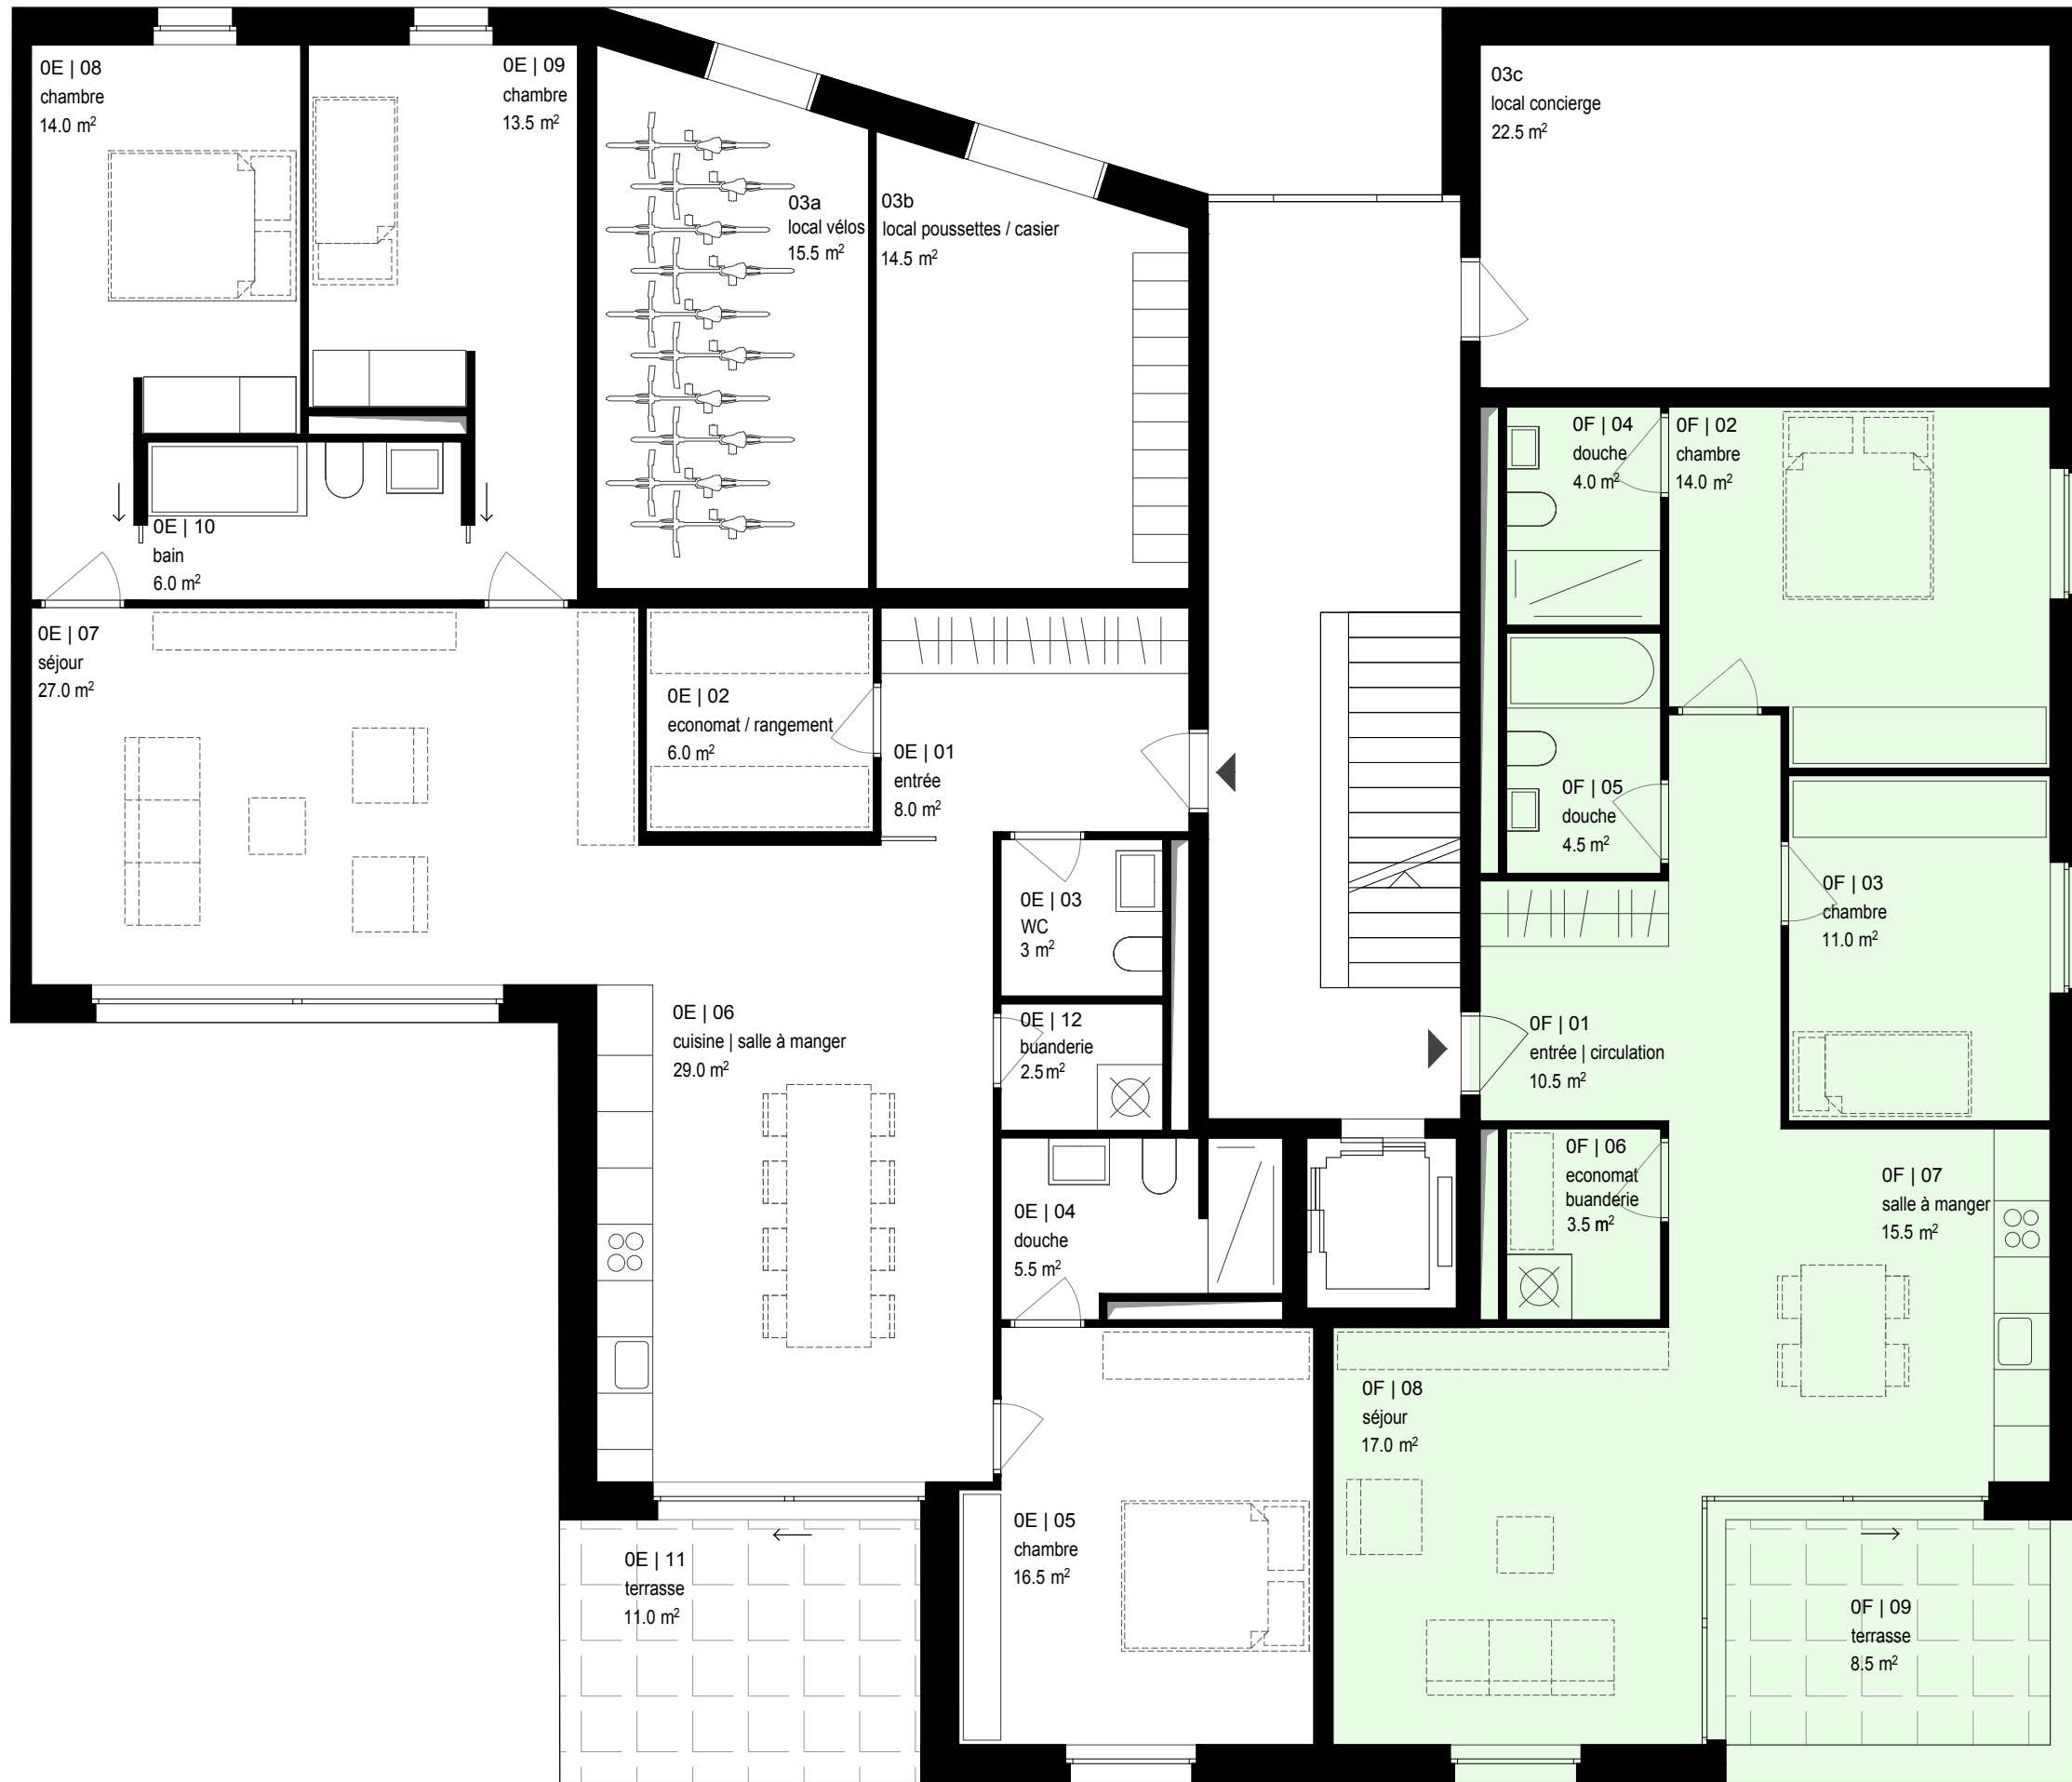 0E | 08
chambre
14.0 m²
0E | 09
chambre
13.5 m²
03c
local concierge
22.5 m²
03a
local vélos
15.5 m²
03b
local poussettes / casier
14.5 m²
0F | 04
douche
4.0 m²
0F | 02
chambre
14.0 m²
0E | 10
bain
6.0 m²
0E | 07
séjour
27.0 m²
0E | 02
economat / rangement
6.0 m²
0E | 01
entrée
8.0 m²
0F | 05
douche
4.5 m²
0E | 03
WC
3 m²
0F | 03
chambre
11.0 m²
0E | 06
cuisine | salle à manger
29.0 m²
0E | 12
buanderie
2.5 m²
0F | 01
entrée | circulation
10.5 m²
0F | 06
economat
buanderie
3.5 m²
0F | 07
salle à manger
15.5 m²
0E | 04
douche
5.5 m²
0F | 08
séjour
17.0 m²
0E | 05
chambre
16.5 m²
0E | 11
terrasse
11.0 m²
0F | 09
terrasse
8.5 m²